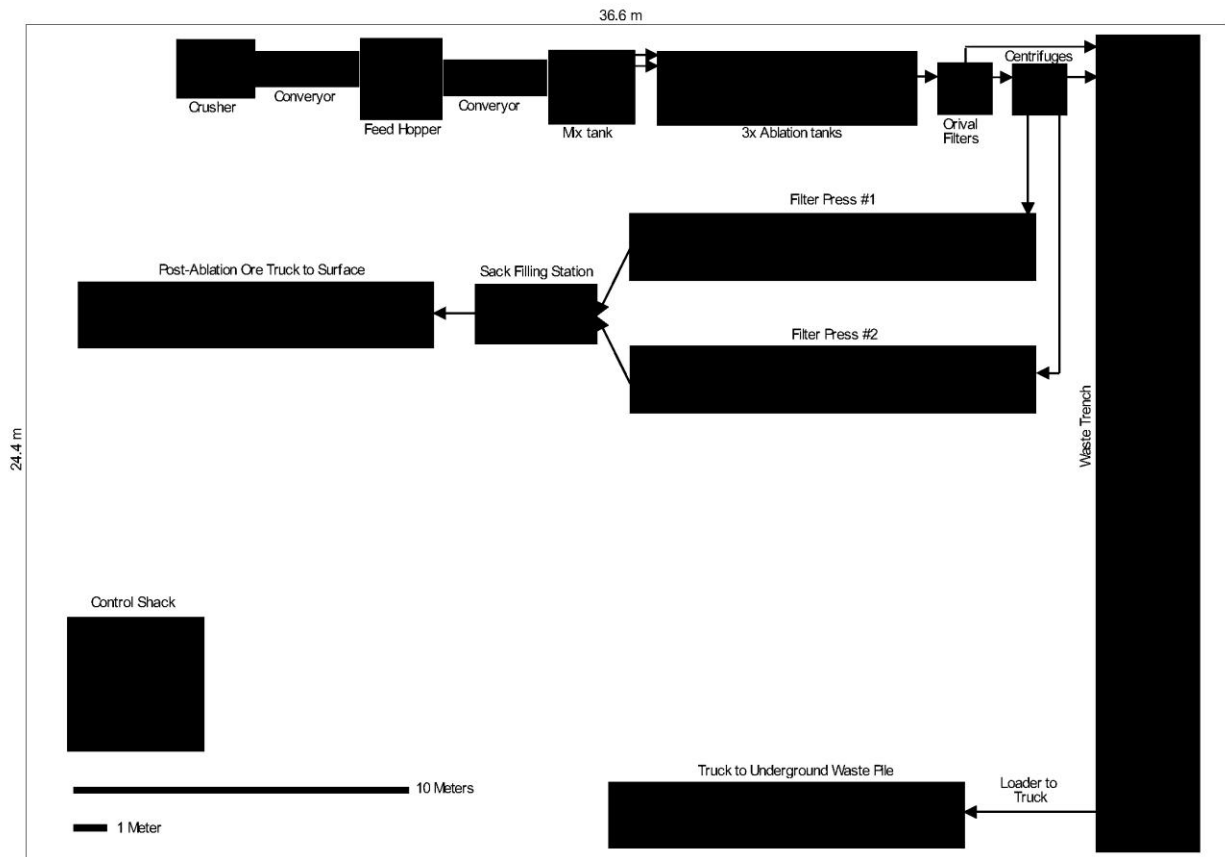 36.6 m
Crusher
Converyor
Feed Hopper
Converyor
Mix tank
3x Ablation tanks
Orival
Filters
Centrifuges
Filter Press #1
Post-Ablation Ore Truck to Surface
Sack Filling Station
Filter Press #2
24.4 m
Waste Trench
Control Shack
10 Meters
1 Meter
Truck to Underground Waste Pile
Loader to
Truck